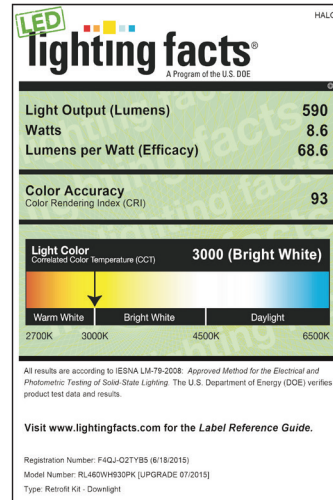 LED
HALO
lighting facts®
A Program of the U.S. DOE
Light Output (Lumens) 590
Watts 8.6
Lumens per Watt (Efficacy) 68.6
Color Accuracy
Color Rendering Index (CRI) 93
Light Color
Correlated Color Temperature (CCT) 3000 (Bright White)
Warm White Bright White Daylight
2700K 3000K 4500K 6500K
All results are according to IESNA LM-79-2008: Approved Method for the Electrical and
Photometric Testing of Solid-State Lighting. The U.S. Department of Energy (DOE) verifies
product test data and results.
Visit www.lightingfacts.com for the Label Reference Guide.
Registration Number: F4QJ-O2TYB5 (6/18/2015)
Model Number: RL460WH930PK [UPGRADE 07/2015]
Type: Retrofit Kit - Downlight